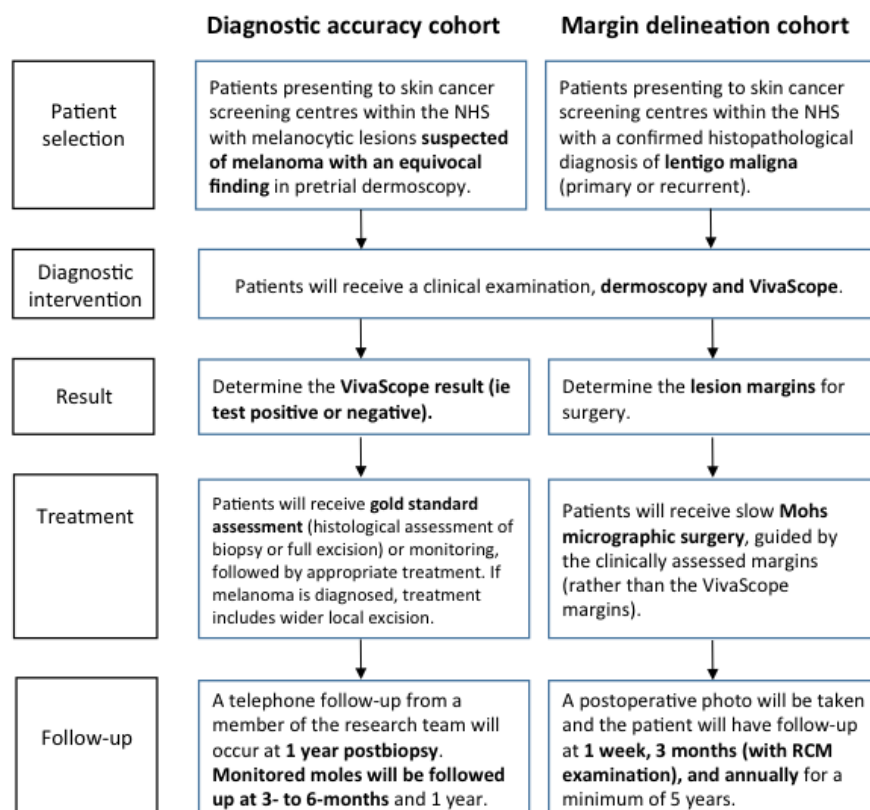 Diagnostic accuracy cohort
Margin delineation cohort
Patient
selection
Patients presenting to skin cancer
screening centres within the NHS
with melanocytic lesions suspected
of melanoma with an equivocal
finding in pretrial dermoscopy.
Patients presenting to skin cancer
screening centres within the NHS
with a confirmed histopathological
diagnosis of lentigo maligna
(primary or recurrent).
Diagnostic
intervention
Patients will receive a clinical examination, dermoscopy and VivaScope.
Result
Determine the VivaScope result (ie
test positive or negative).
Determine the lesion margins for
surgery.
Treatment
Patients will receive gold standard
assessment (histological assessment of
biopsy or full excision) or monitoring,
followed by appropriate treatment. If
melanoma is diagnosed, treatment
includes wider local excision.
Patients will receive slow Mohs
micrographic surgery, guided by
the clinically assessed margins
(rather than the VivaScope
margins).
Follow-up
A telephone follow-up from a
member of the research team will
occur at 1 year postbiopsy.
Monitored moles will be followed
up at 3- to 6-months and 1 year.
A postoperative photo will be taken
and the patient will have follow-up
at 1 week, 3 months (with RCM
examination), and annually for a
minimum of 5 years.